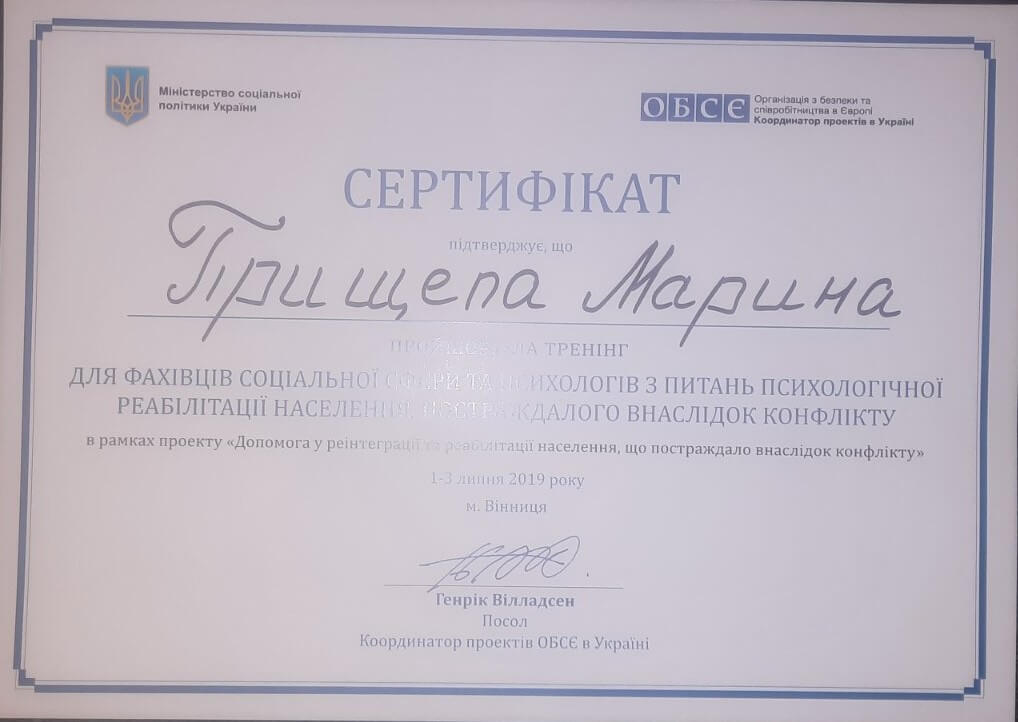 Міністерство соціальної
політики України
ОБСЄ
Організація з безпеки та
співробітництва в Європі
Координатор проектів в Україні
СЕРТИФІКАТ
підтверджує, що
Прищепа Марина
ТРЕНІНГ
ДЛЯ ФАХІВЦІВ СОЦІАЛЬНОЇ СФЕРИ ТА ПСИХОЛОГІВ З ПИТАНЬ ПСИХОЛОГІЧНОЇ
РЕАБІЛІТАЦІЇ НАСЕЛЕННЯ, ПОСТРАЖДАЛОГО ВНАСЛІДОК КОНФЛІКТУ
в рамках проекту «Допомога у реінтеграції та реабілітації населення, що постраждало внаслідок конфлікту»
1-3 липня 2019 року
м. Вінниця
Генрік Вілладсен
Посол
Координатор проектів ОБСЄ в Україні